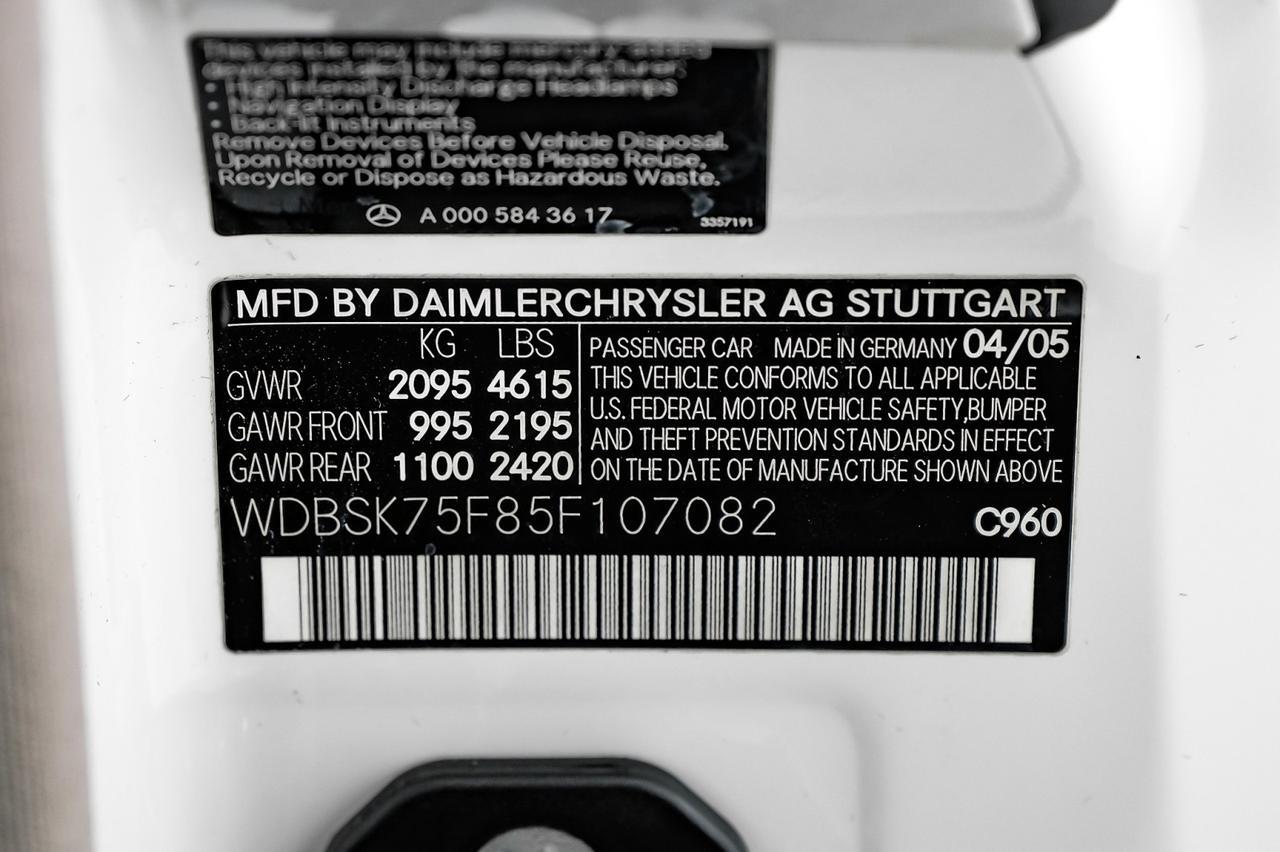 This vehicle may include mercury added
devices installed by the manufacturer:
• High Intensity Discharge Headlamps
• Navigation Display
• Back-lit Instruments
Remove Devices Before Vehicle Disposal.
Upon Removal of Devices Please Reuse,
Recycle or Dispose as Hazardous Waste.
A 000 584 36 17 3357191
MFD BY DAIMLERCHRYSLER AG STUTTGART
KG LBS
GVWR 2095 4615
GAWR FRONT 995 2195
GAWR REAR 1100 2420
PASSENGER CAR MADE IN GERMANY 04/05
THIS VEHICLE CONFORMS TO ALL APPLICABLE
U.S. FEDERAL MOTOR VEHICLE SAFETY,BUMPER
AND THEFT PREVENTION STANDARDS IN EFFECT
ON THE DATE OF MANUFACTURE SHOWN ABOVE
WDBSK75F85F107082 C960